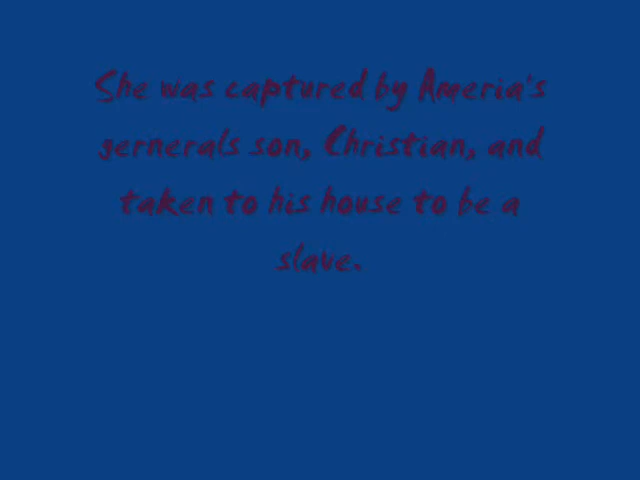 She was captured by Ameria's
gernerals son, Christian, and
taken to his house to be a
slave.